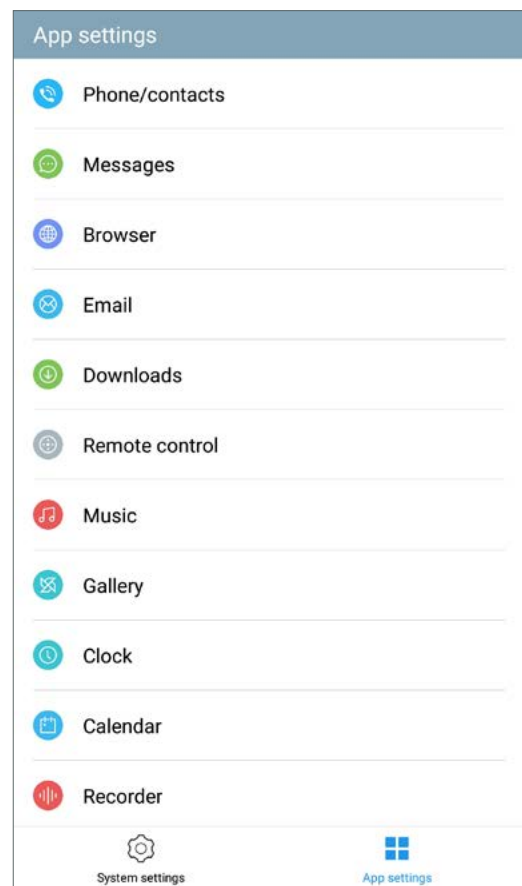 App settings
Phone/contacts
Messages
Browser
Email
Downloads
Remote control
Music
Gallery
Clock
Calendar
Recorder
System settings
App settings